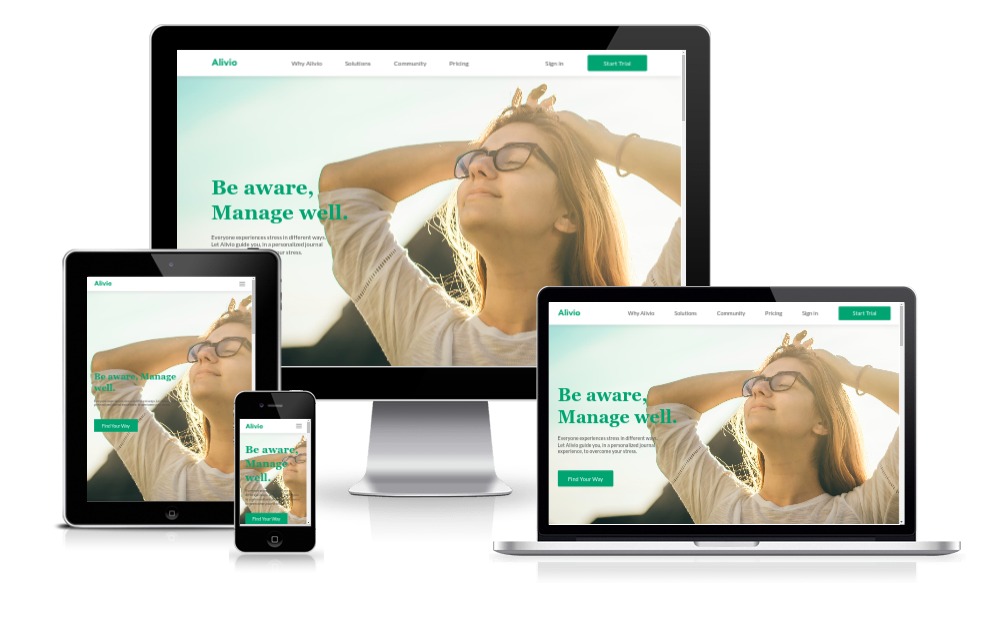 Alivio Why Alivio Solutions Community Pricing Sign in Start Trial
Be aware,
Manage well.
Everyone experiences stress in different ways.
Let Alivio guide you, in a personalized journal
your stress.
Alivio
Be aware, Manage
well.
Find Your Way
Alivio
Be aware,
Manage
well.
Find Your Way
Alivio Why Alivio Solutions Community Pricing Sign in Start Trial
Be aware,
Manage well.
Everyone experiences stress in different ways.
Let Alivio guide you, in a personalized journal
experience, to overcome your stress.
Find Your Way